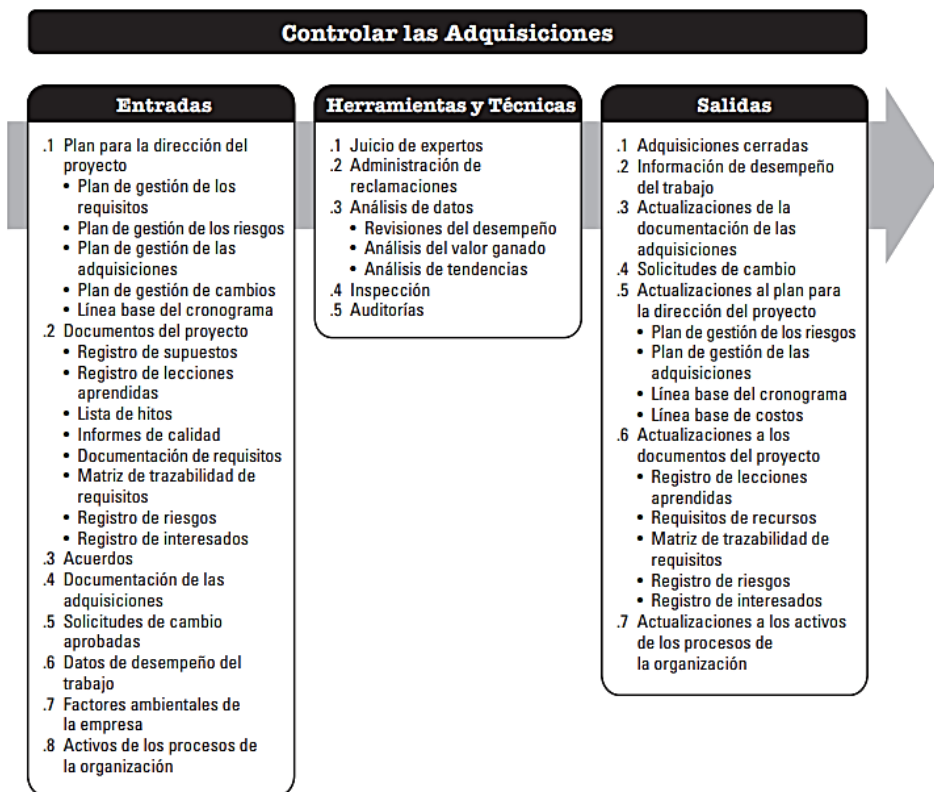 Controlar las Adquisiciones
Entradas
.1 Plan para la dirección del
proyecto
• Plan de gestión de los
requisitos
• Plan de gestión de los riesgos
• Plan de gestión de las
adquisiciones
• Plan de gestión de cambios
• Línea base del cronograma
.2 Documentos del proyecto
• Registro de supuestos
• Registro de lecciones
aprendidas
• Lista de hitos
• Informes de calidad
• Documentación de requisitos
• Matriz de trazabilidad de
requisitos
• Registro de riesgos
• Registro de interesados
.3 Acuerdos
.4 Documentación de las
adquisiciones
.5 Solicitudes de cambio
aprobadas
.6 Datos de desempeño del
trabajo
.7 Factores ambientales de
la empresa
.8 Activos de los procesos de
la organización
Herramientas y Técnicas
.1 Juicio de expertos
.2 Administración de
reclamaciones
.3 Análisis de datos
• Revisiones del desempeño
• Análisis del valor ganado
• Análisis de tendencias
.4 Inspección
.5 Auditorías
Salidas
.1 Adquisiciones cerradas
.2 Información de desempeño
del trabajo
.3 Actualizaciones de la
documentación de las
adquisiciones
.4 Solicitudes de cambio
.5 Actualizaciones al plan para
la dirección del proyecto
• Plan de gestión de los riesgos
• Plan de gestión de las
adquisiciones
• Línea base del cronograma
• Línea base de costos
.6 Actualizaciones a los
documentos del proyecto
• Registro de lecciones
aprendidas
• Requisitos de recursos
• Matriz de trazabilidad de
requisitos
• Registro de riesgos
• Registro de interesados
.7 Actualizaciones a los activos
de los procesos de
la organización